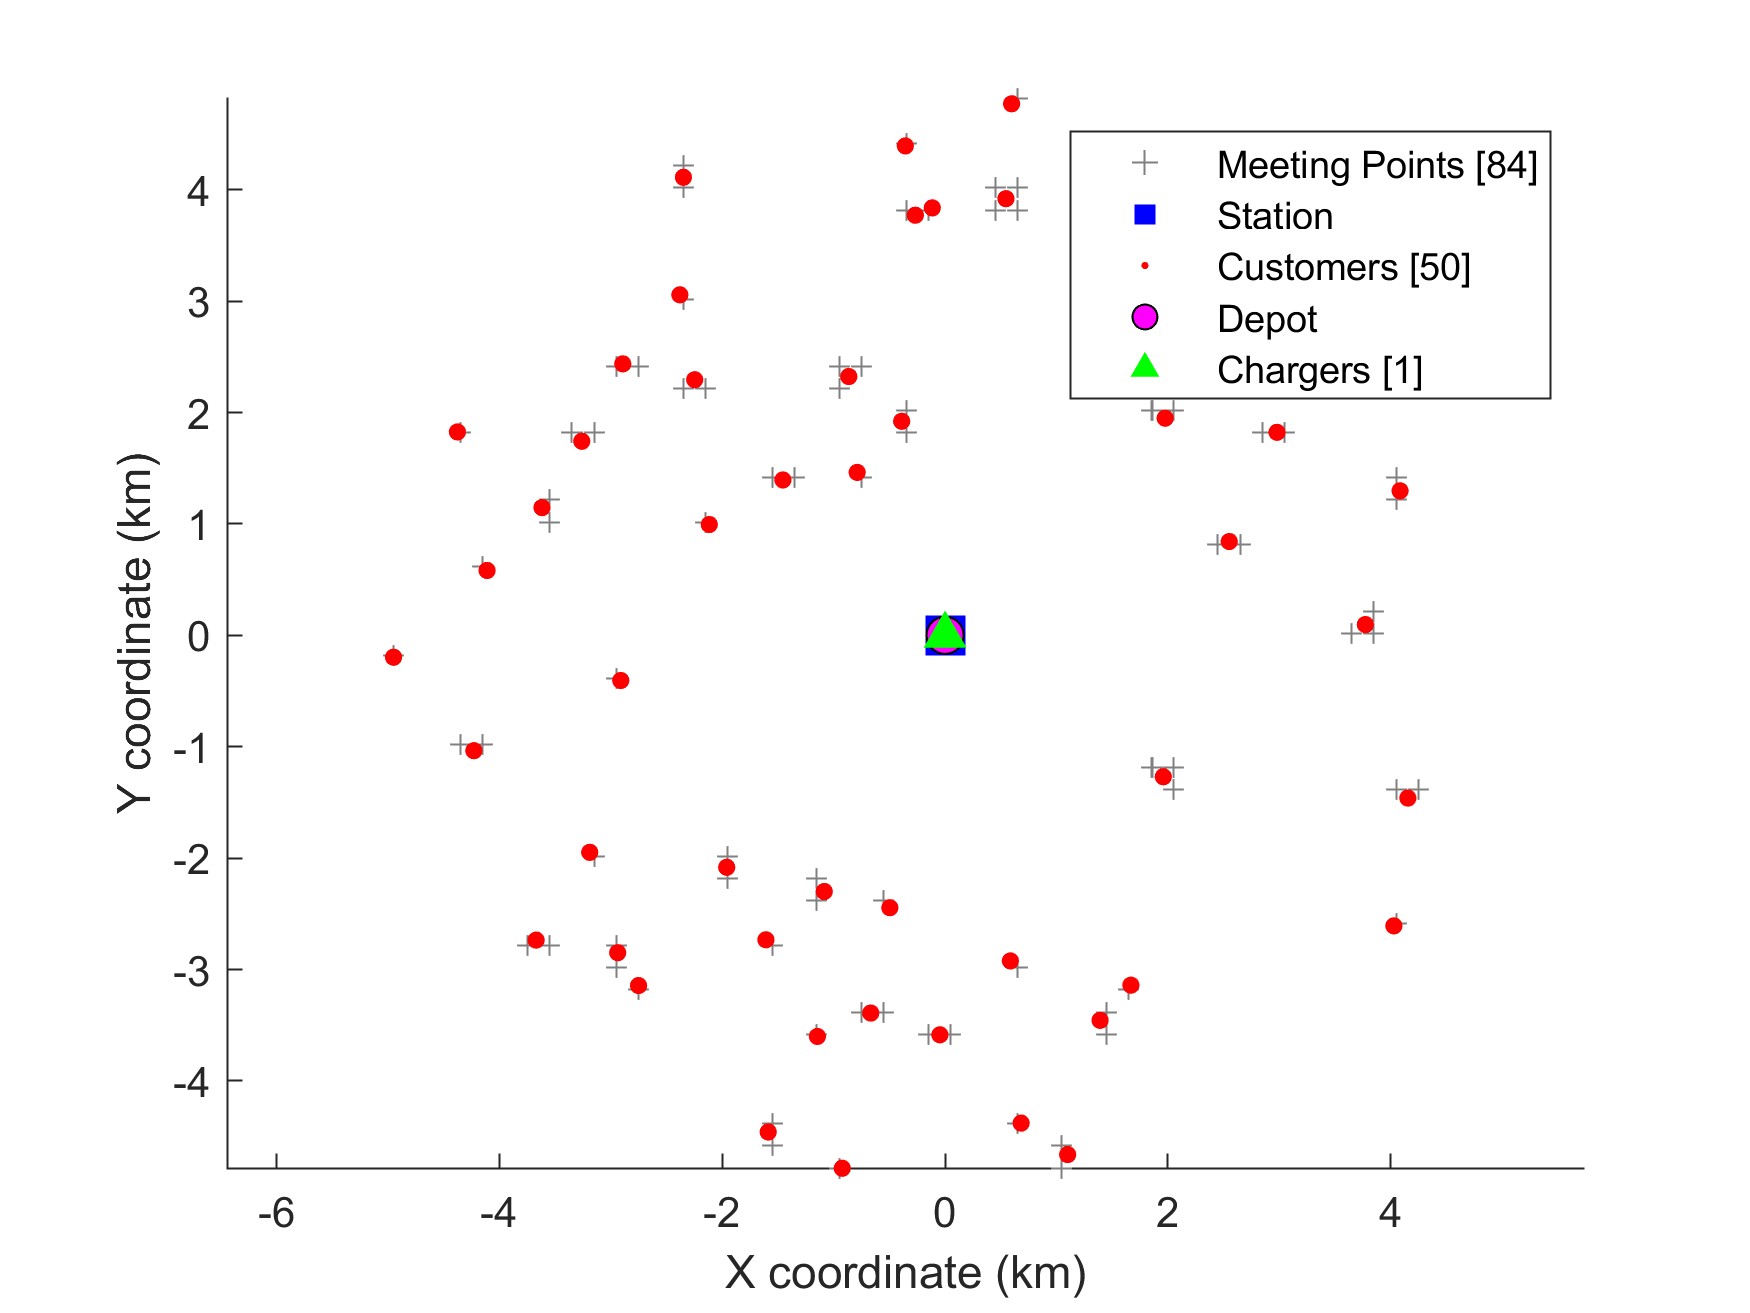 Meeting Points [84]
Station
Customers [50]
Depot
Chargers [1]
4
3
2
1
0
-1
-2
-3
-4
Y coordinate (km)
-6 -4 -2 0 2 4
X coordinate (km)